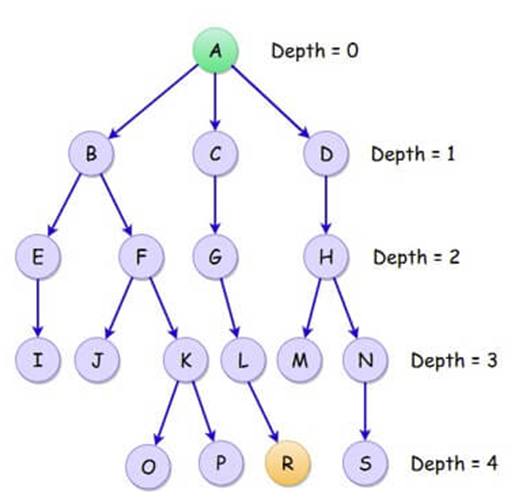 A Depth = 0
B C D Depth = 1
E F G H Depth = 2
I J K L M N Depth = 3
O P R S Depth = 4